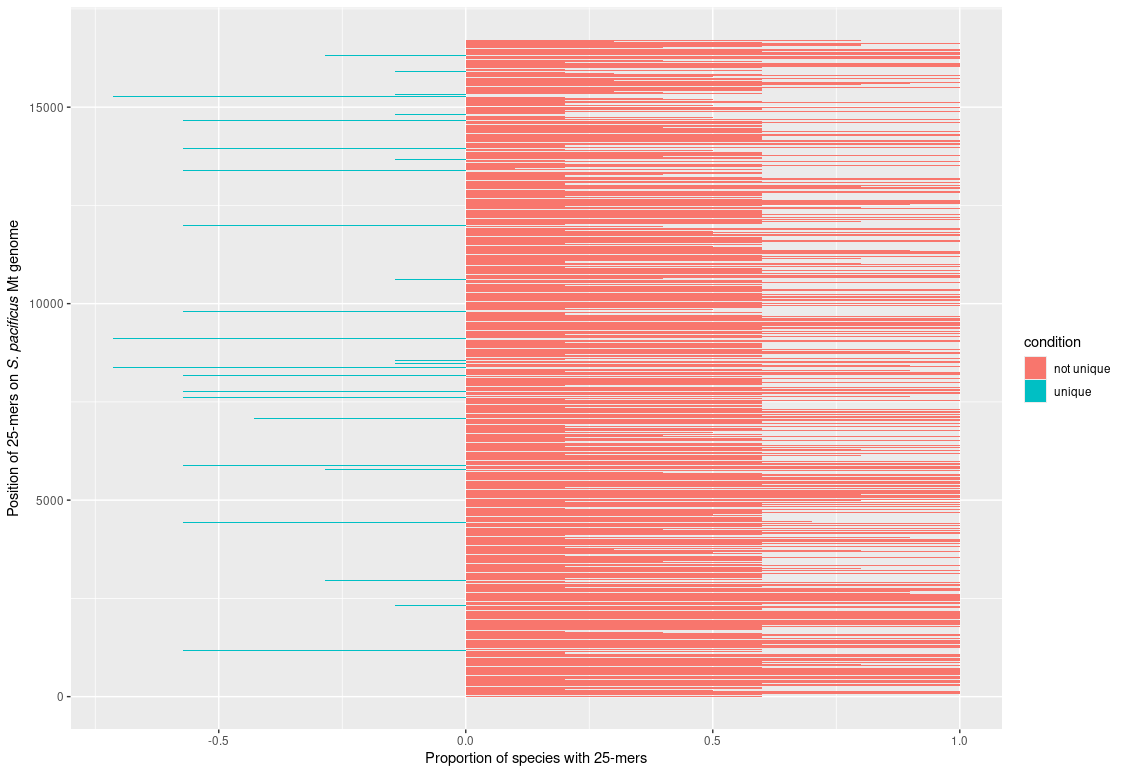 15000
10000
5000
0
-0.5 0.0 0.5 1.0
Proportion of species with 25-mers
Position of 25-mers on S. pacificus Mt genome
condition
not unique
unique